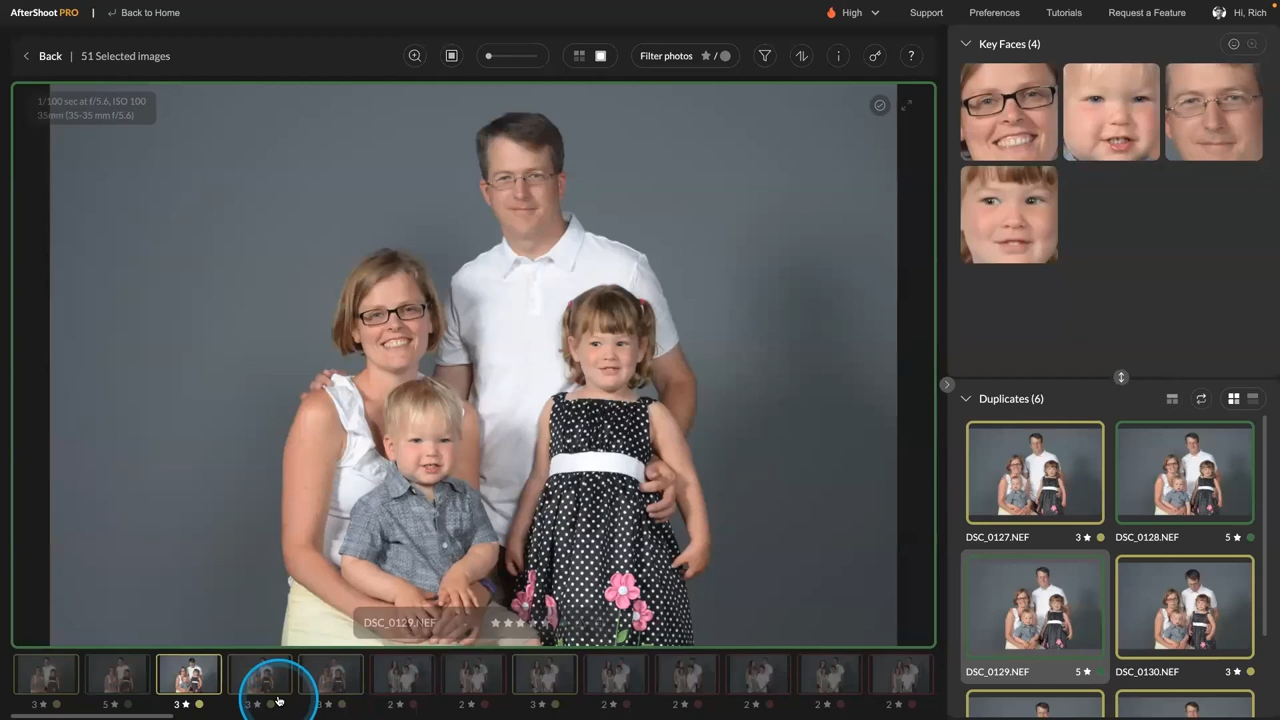 AfterShoot PRO | Back to Home High Support Preferences Tutorials Request a Feature Hi, Rich
Back | 51 Selected images Filter photos / ?
Key Faces (4)
1/100 sec at f/5.6, ISO 100
35mm (35-35 mm f/5.6)
Duplicates (6)
DSC_0127.NEF 3 DSC_0128.NEF 5
DSC_0129.NEF
DSC_0129.NEF 5 DSC_0130.NEF 3
3 5 3 3 3 2 2 3 2 2 2 2 2